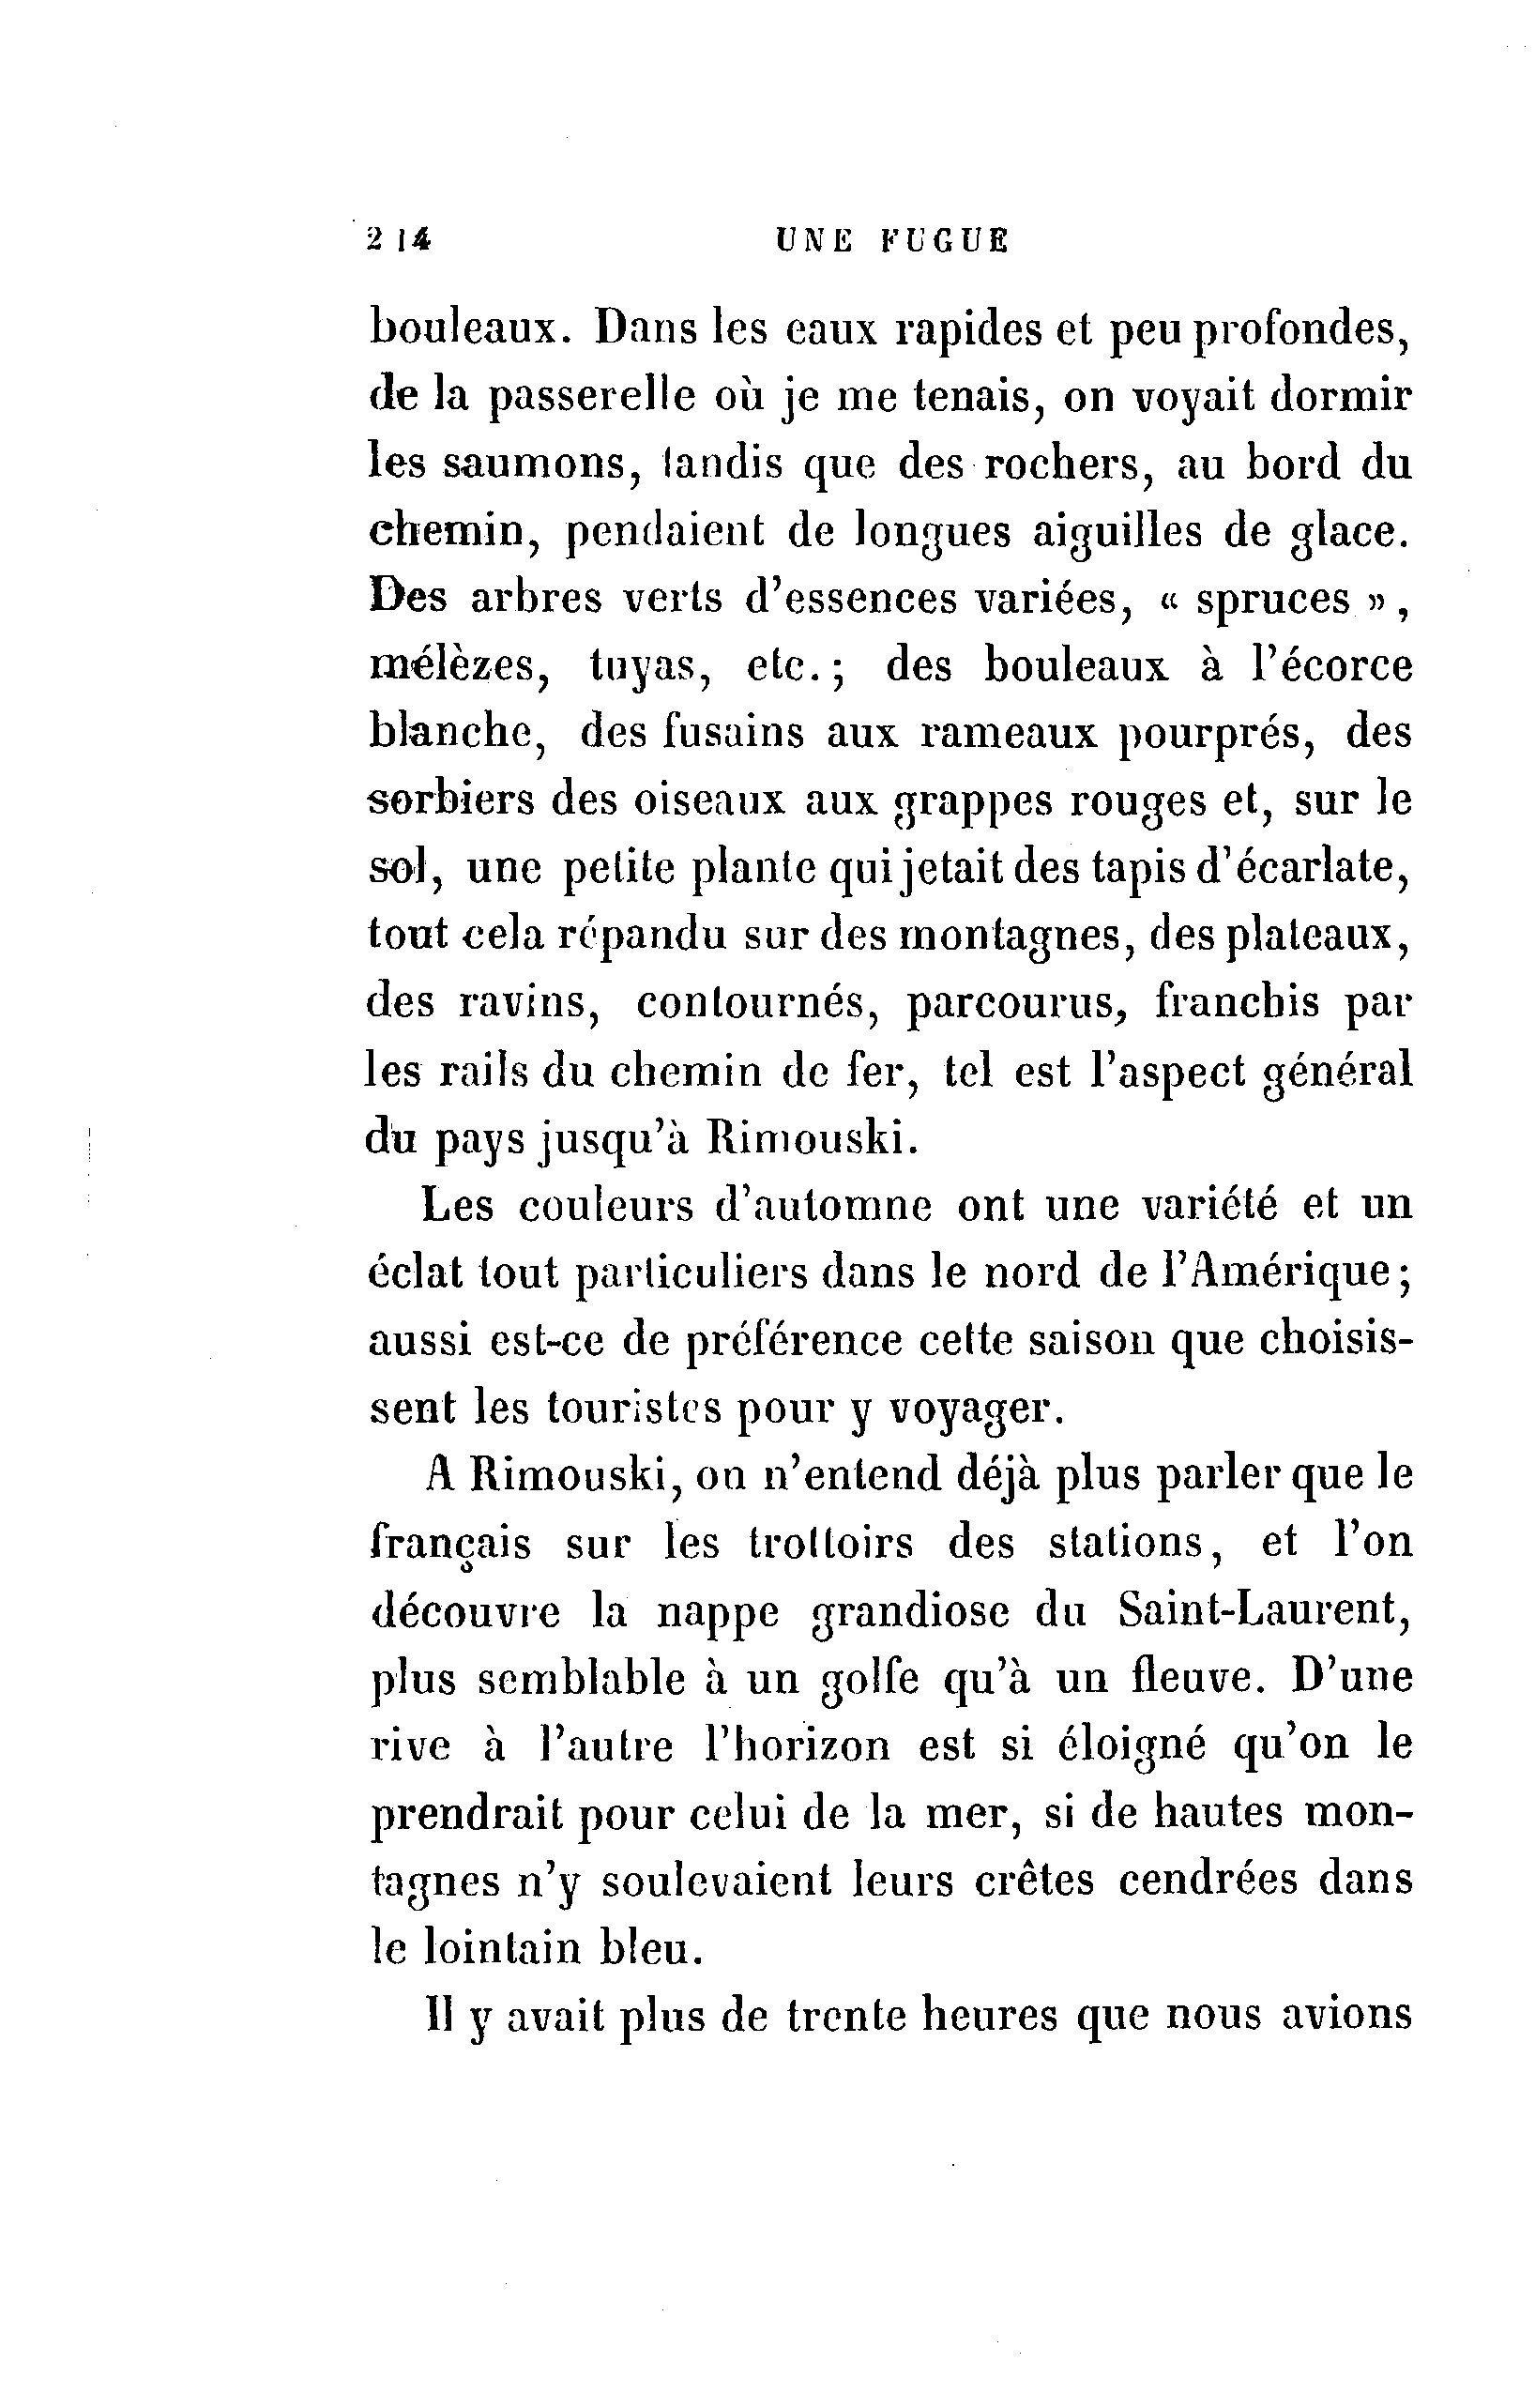 214 UNE FUGUE
bouleaux. Dans les eaux rapides et peu profondes,
de la passerelle où je me tenais, on voyait dormir
les saumons, tandis que des rochers, au bord du
chemin, pendaient de longues aiguilles de glace.
Des arbres verts d'essences variées, « spruces »,
mélèzes, tuyas, etc.; des bouleaux à l'écorce
blanche, des fusains aux rameaux pourprés, des
sorbiers des oiseaux aux grappes rouges et, sur le
sol, une petite plante qui jetait des tapis d'écarlate,
tout cela répandu sur des montagnes, des plateaux,
des ravins, contournés, parcourus, franchis par
les rails du chemin de fer, tel est l'aspect général
du pays jusqu'à Rimouski.
Les couleurs d'automne ont une variété et un
éclat tout particuliers dans le nord de l'Amérique;
aussi est-ce de préférence cette saison que choisis-
sent les touristes pour y voyager.
A Rimouski, on n'entend déjà plus parler que le
français sur les trottoirs des stations, et l'on
découvre la nappe grandiose du Saint-Laurent,
plus semblable à un golfe qu'à un fleuve. D'une
rive à l'autre l'horizon est si éloigné qu'on le
prendrait pour celui de la mer, si de hautes mon-
tagnes n'y soulevaient leurs crêtes cendrées dans
le lointain bleu.
Il y avait plus de trente heures que nous avions